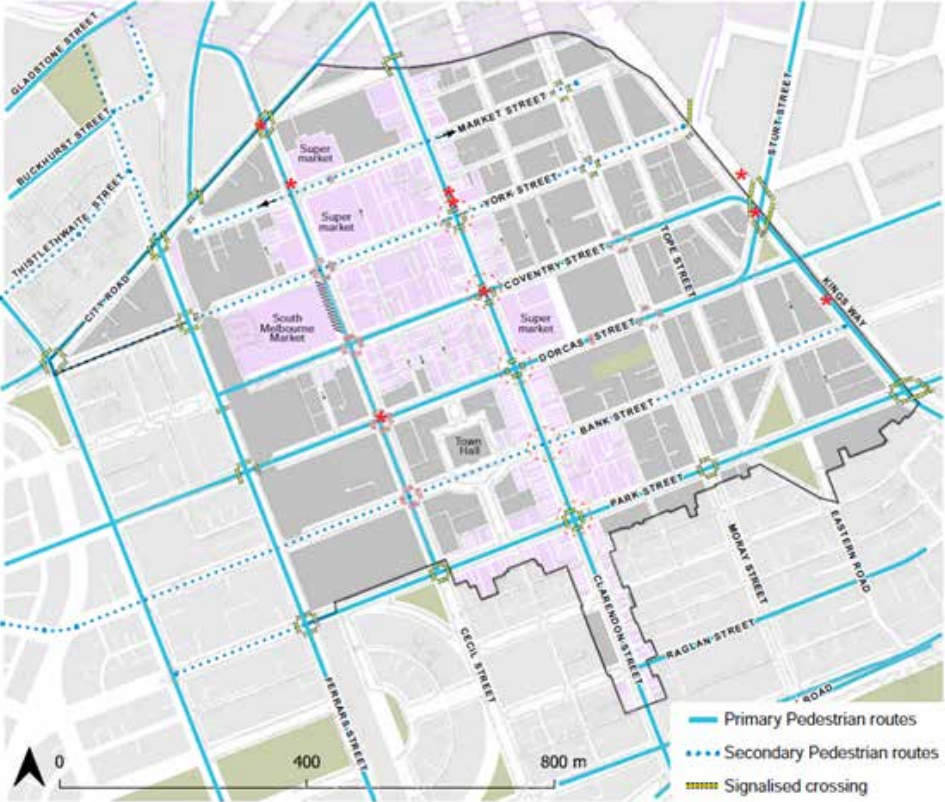 GLADSTONE STREET
BUCKHURST STREET
THISTLETHWAITE STREET
CITY ROAD
MARKET STREET
YORK STREET
COVENTRY STREET
DORCAS STREET
BANK STREET
PARK STREET
TOPE STREET
STURT STREET
KINGS WAY
Super
market
Super
market
South
Melbourne
Market
Super
market
Town
Hall
MORAY STREET
EASTERN ROAD
CLARENDON STREET
RAGLAN STREET
CECIL STREET
FERRARS STREET
ROAD
0 400 800 m
Primary Pedestrian routes
Secondary Pedestrian routes
Signalised crossing